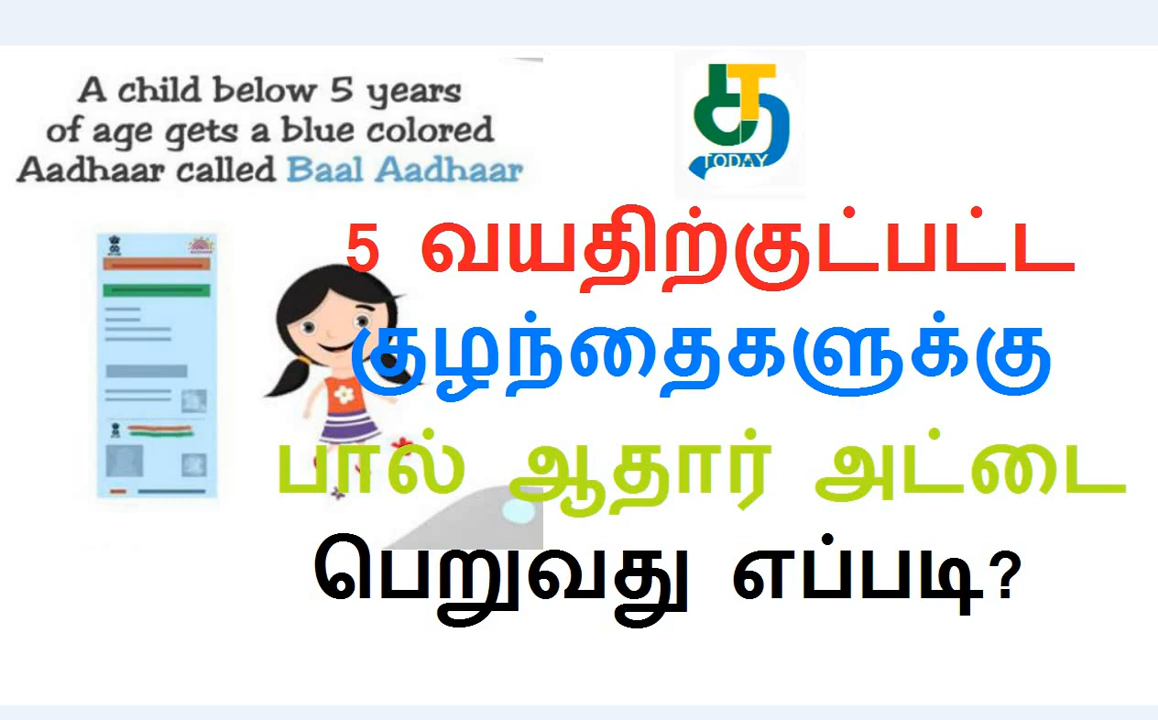 A child below 5 years
of age gets a blue colored
Aadhaar called Baal Aadhaar
TODAY
5 வயதிற்குட்பட்ட
குழந்தைகளுக்கு
பால் ஆதார் அட்டை
பெறுவது எப்படி?